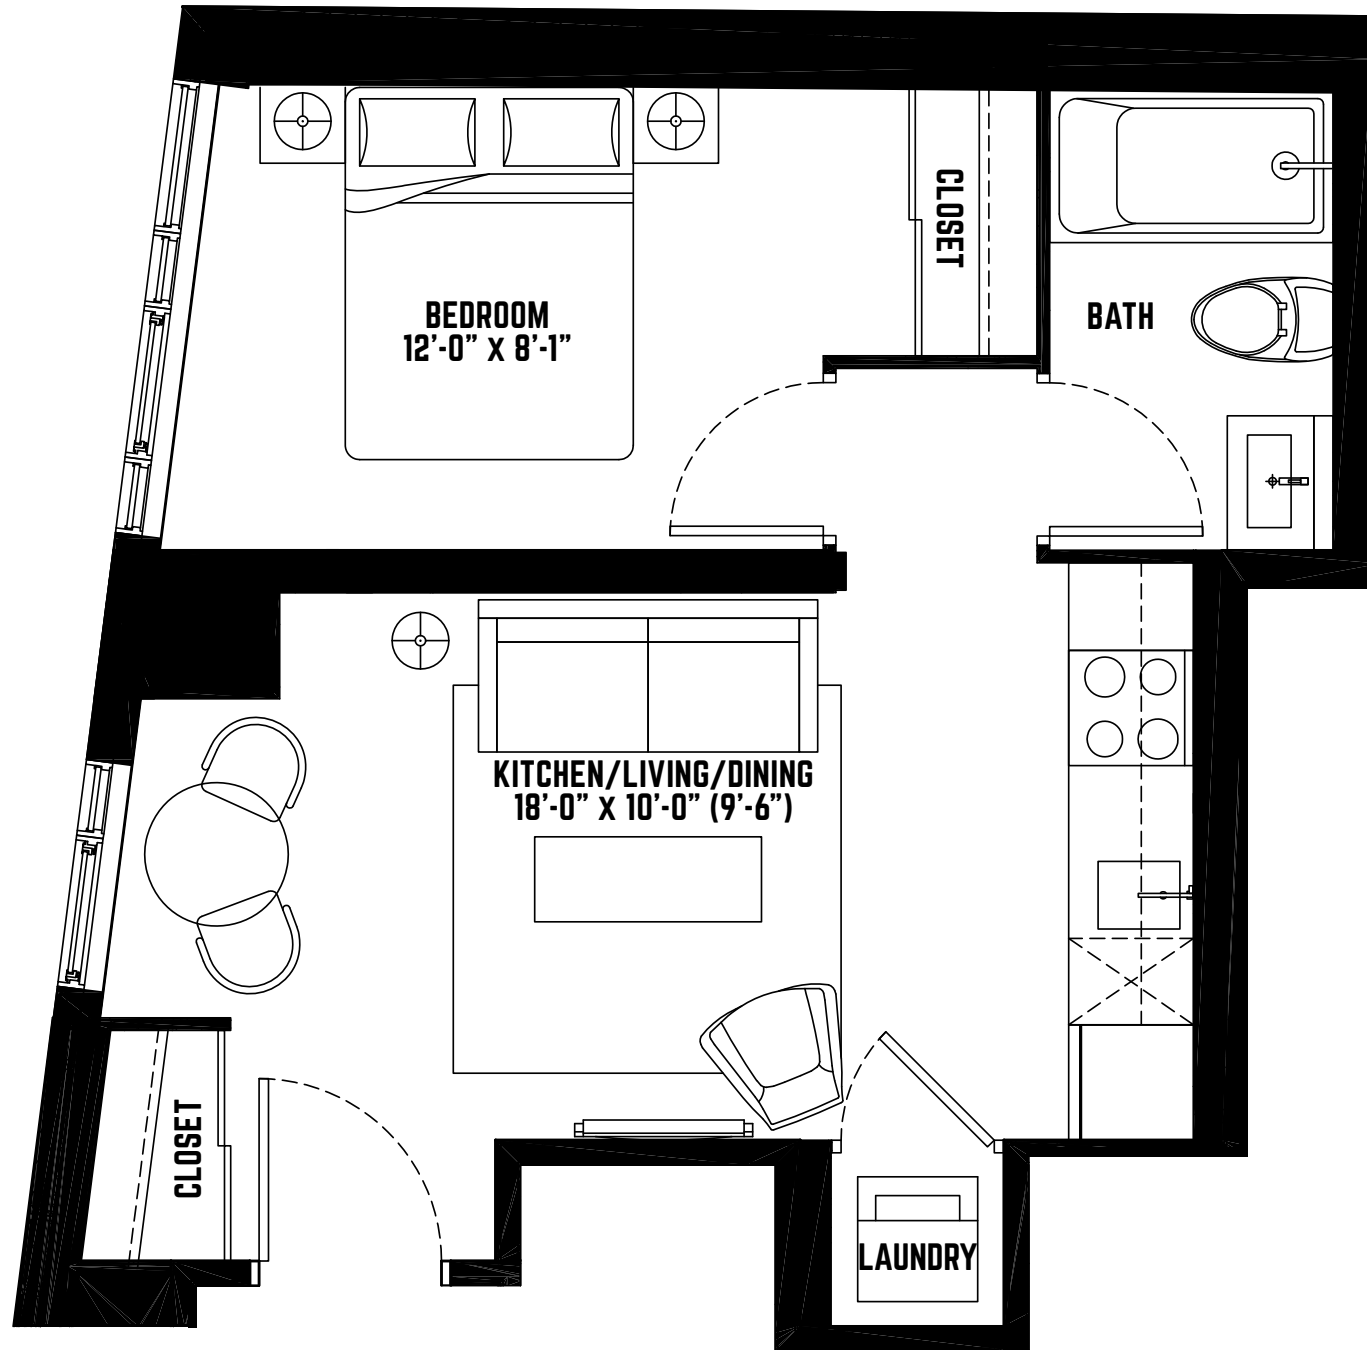 CLOSET
BEDROOM
12'-0" X 8'-1"
BATH
KITCHEN/LIVING/DINING
18'-0" X 10'-0" (9'-6")
CLOSET
LAUNDRY